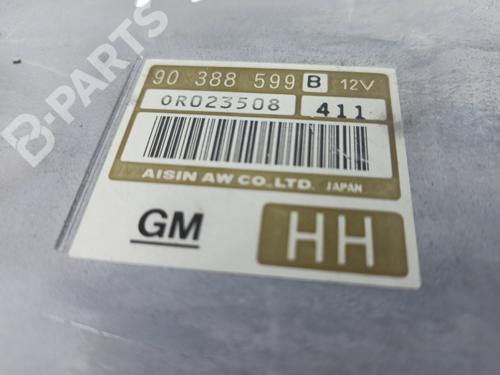 B-PARTS
90 388 599 B 12V
0R023508 411
AISIN AW CO., LTD. JAPAN
GM HH